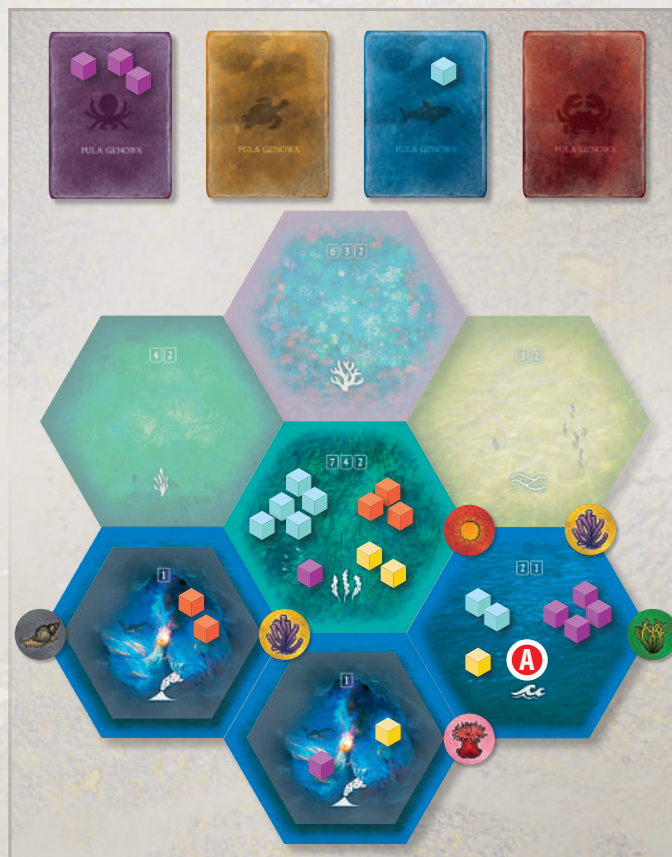 PULA GENOWA
PULA GENOWA
PULA GENOWA
PULA GENOWA
6 3 2
4 2
3 2
7 4 2
1
2 1
1
A